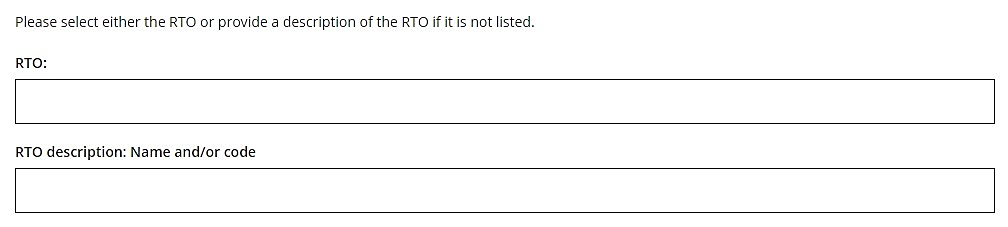 Please select either the RTO or provide a description of the RTO if it is not listed.
RTO:
RTO description: Name and/or code